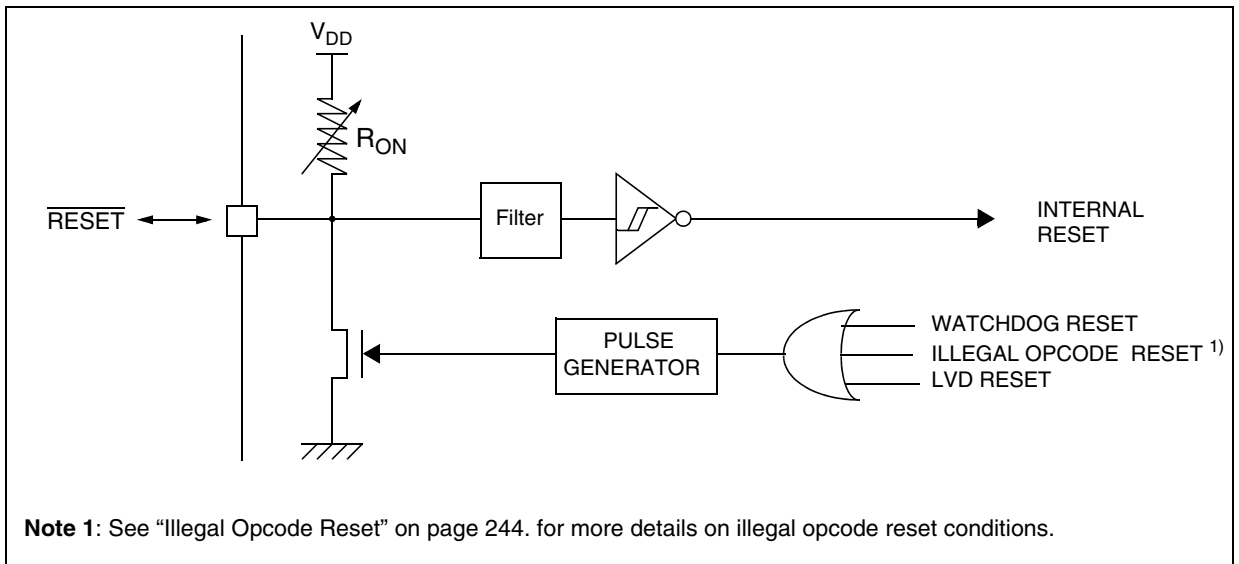 VDD
RON
RESET
Filter
INTERNAL
RESET
PULSE
GENERATOR
WATCHDOG RESET
ILLEGAL OPCODE RESET 1)
LVD RESET
Note 1: See “Illegal Opcode Reset” on page 244. for more details on illegal opcode reset conditions.